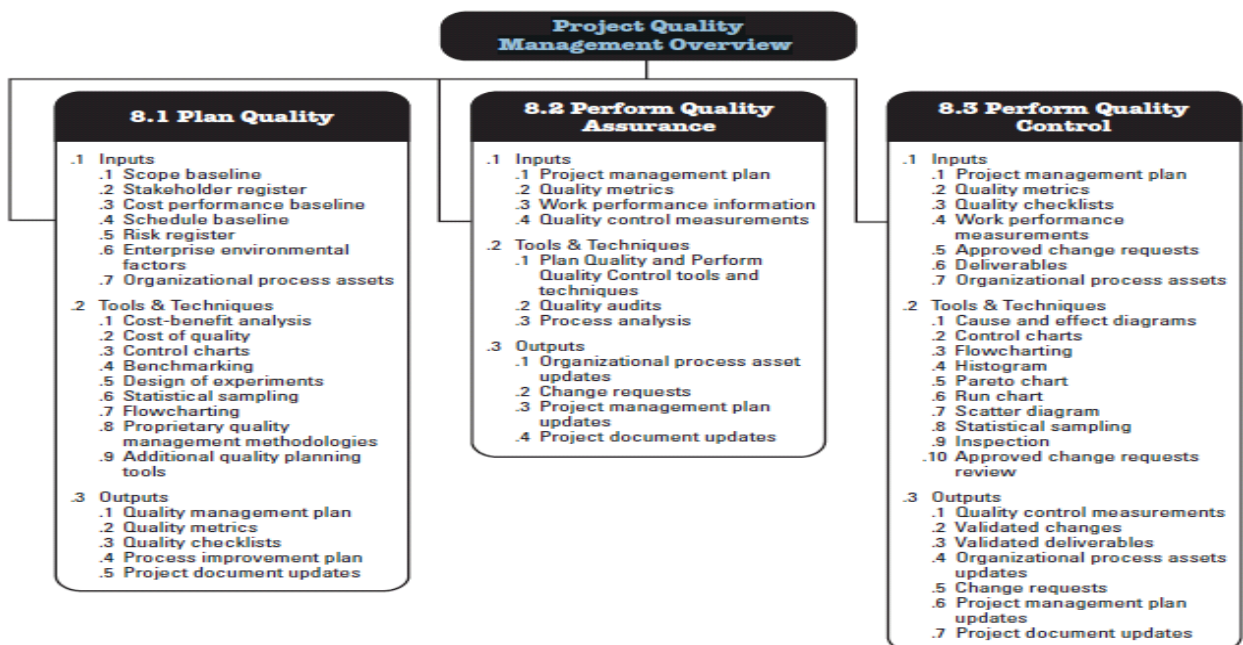 Project Quality
Management Overview
8.1 Plan Quality
.1 Inputs
.1 Scope baseline
.2 Stakeholder register
.3 Cost performance baseline
.4 Schedule baseline
.5 Risk register
.6 Enterprise environmental
factors
.7 Organizational process assets
.2 Tools & Techniques
.1 Cost-benefit analysis
.2 Cost of quality
.3 Control charts
.4 Benchmarking
.5 Design of experiments
.6 Statistical sampling
.7 Flowcharting
.8 Proprietary quality
management methodologies
.9 Additional quality planning
tools
.3 Outputs
.1 Quality management plan
.2 Quality metrics
.3 Quality checklists
.4 Process improvement plan
.5 Project document updates
8.2 Perform Quality
Assurance
.1 Inputs
.1 Project management plan
.2 Quality metrics
.3 Work performance information
.4 Quality control measurements
.2 Tools & Techniques
.1 Plan Quality and Perform
Quality Control tools and
techniques
.2 Quality audits
.3 Process analysis
.3 Outputs
.1 Organizational process asset
updates
.2 Change requests
.3 Project management plan
updates
.4 Project document updates
8.3 Perform Quality
Control
.1 Inputs
.1 Project management plan
.2 Quality metrics
.3 Quality checklists
.4 Work performance
measurements
.5 Approved change requests
.6 Deliverables
.7 Organizational process assets
.2 Tools & Techniques
.1 Cause and effect diagrams
.2 Control charts
.3 Flowcharting
.4 Histogram
.5 Pareto chart
.6 Run chart
.7 Scatter diagram
.8 Statistical sampling
.9 Inspection
.10 Approved change requests
review
.3 Outputs
.1 Quality control measurements
.2 Validated changes
.3 Validated deliverables
.4 Organizational process assets
updates
.5 Change requests
.6 Project management plan
updates
.7 Project document updates